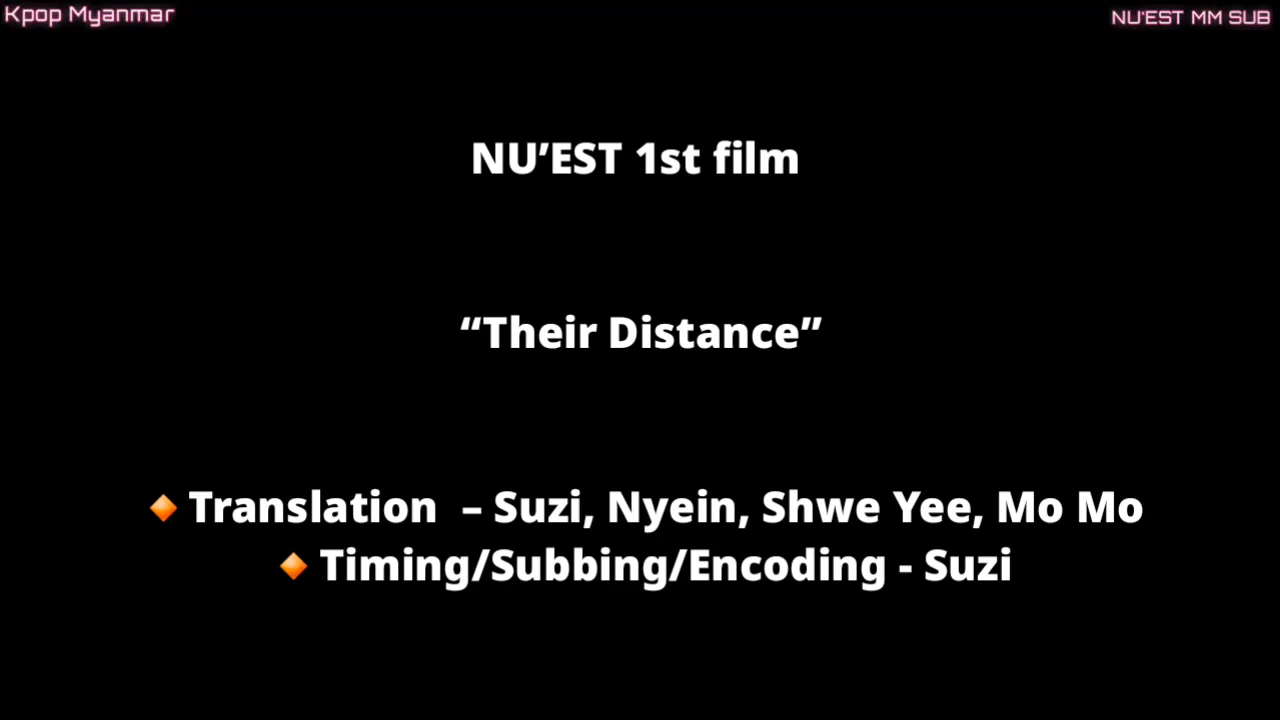 Kpop Myanmar
NU'EST MM SUB
NU’EST 1st film
“Their Distance”
🔸Translation – Suzi, Nyein, Shwe Yee, Mo Mo
🔸Timing/Subbing/Encoding - Suzi